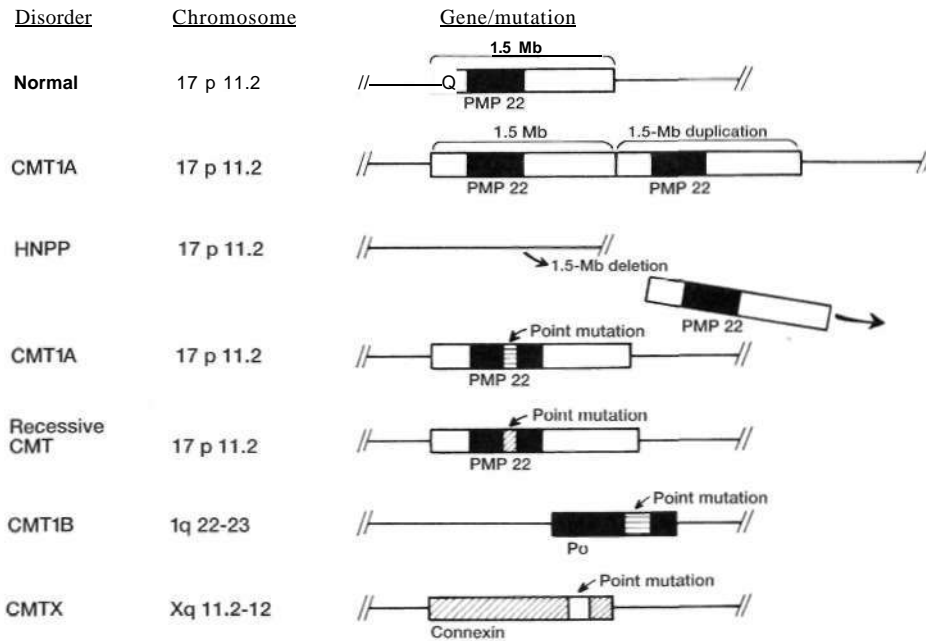 Disorder Chromosome Gene/mutation
1.5 Mb
Normal 17 p 11.2 Q
PMP 22
1.5 Mb 1.5-Mb duplication
CMT1A 17 p 11.2
PMP 22 PMP 22
HNPP 17 p 11.2
1.5-Mb deletion
PMP 22
Point mutation
CMT1A 17 p 11.2
PMP 22
Recessive
CMT 17 p 11.2
Point mutation
PMP 22
Point mutation
CMT1B 1q 22-23
Po
Point mutation
CMTX Xq 11.2-12
Connexin